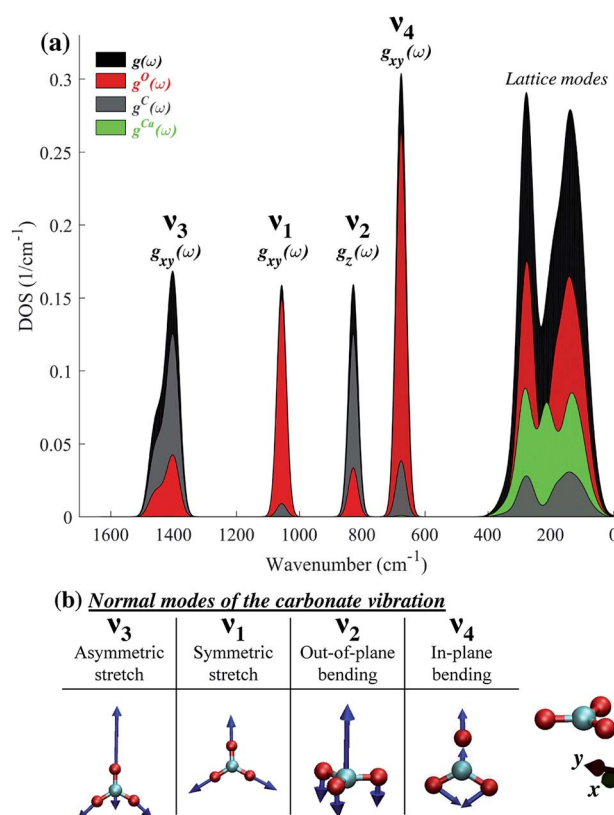 (a)
g(ω)
g^O(ω)
g^C(ω)
g^Ca(ω)
ν4
g_xy(ω)
Lattice modes
ν3
g_xy(ω)
ν1
g_xy(ω)
ν2
g_z(ω)
DOS (1/cm⁻¹)
0.3
0.25
0.2
0.15
0.1
0.05
0
1600 1400 1200 1000 800 600 400 200 0
Wavenumber (cm⁻¹)
(b) Normal modes of the carbonate vibration
ν3 ν1 ν2 ν4
Asymmetric Symmetric Out-of-plane In-plane
stretch stretch bending bending
y
x